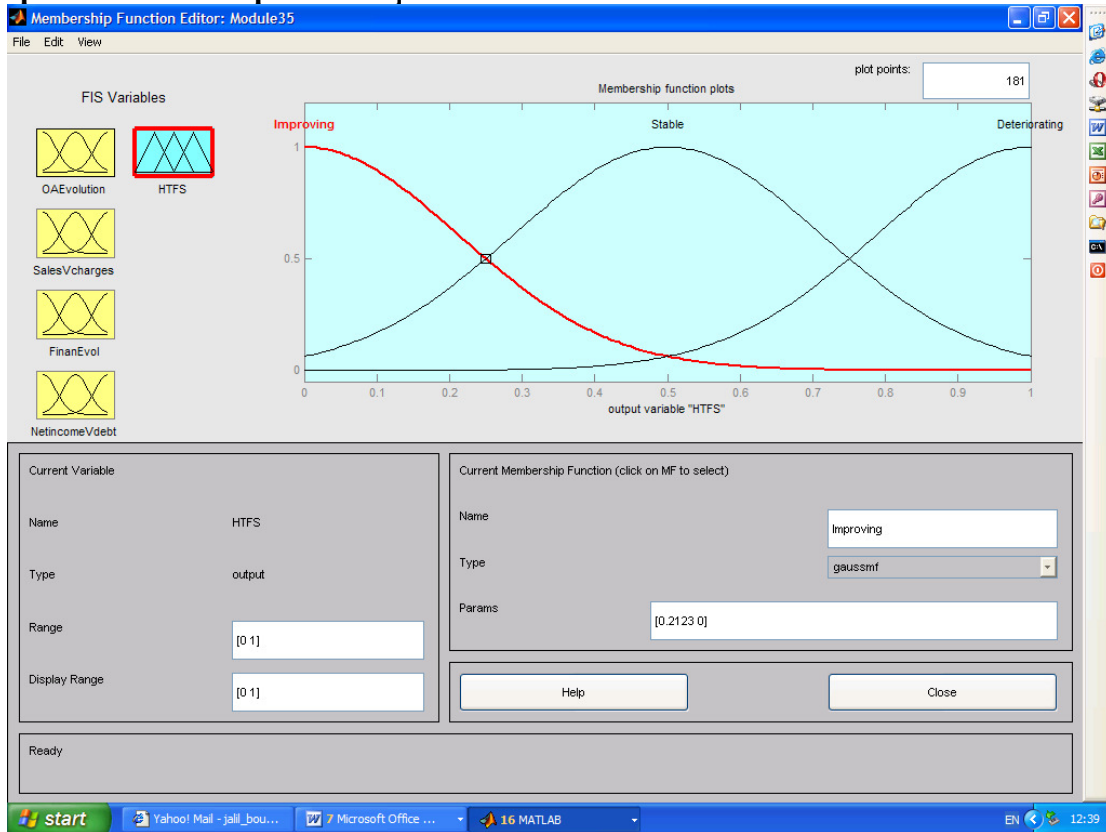 Membership Function Editor: Module35
File Edit View
FIS Variables
OAEvolution
HTFS
SalesVcharges
FinanEvol
NetincomeVdebt
plot points:
181
Membership function plots
Improving
Stable
Deteriorating
1
0.5
0
0 0.1 0.2 0.3 0.4 0.5 0.6 0.7 0.8 0.9 1
output variable "HTFS"
Current Variable
Name HTFS
Type output
Range [0 1]
Display Range [0 1]
Current Membership Function (click on MF to select)
Name Improving
Type gaussmf
Params [0.2123 0]
Help
Close
Ready
start
Yahoo! Mail - jalil_bou...
7 Microsoft Office ...
16 MATLAB
EN
12:39